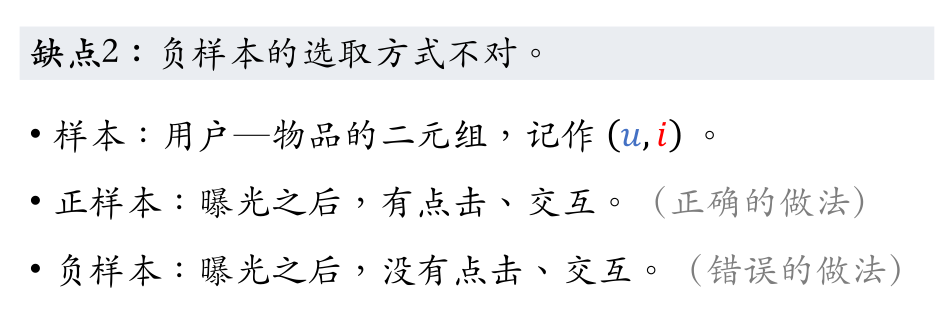 缺点2：负样本的选取方式不对。
• 样本：用户—物品的二元组，记作 (u, i) 。
• 正样本：曝光之后，有点击、交互。（正确的做法）
• 负样本：曝光之后，没有点击、交互。（错误的做法）